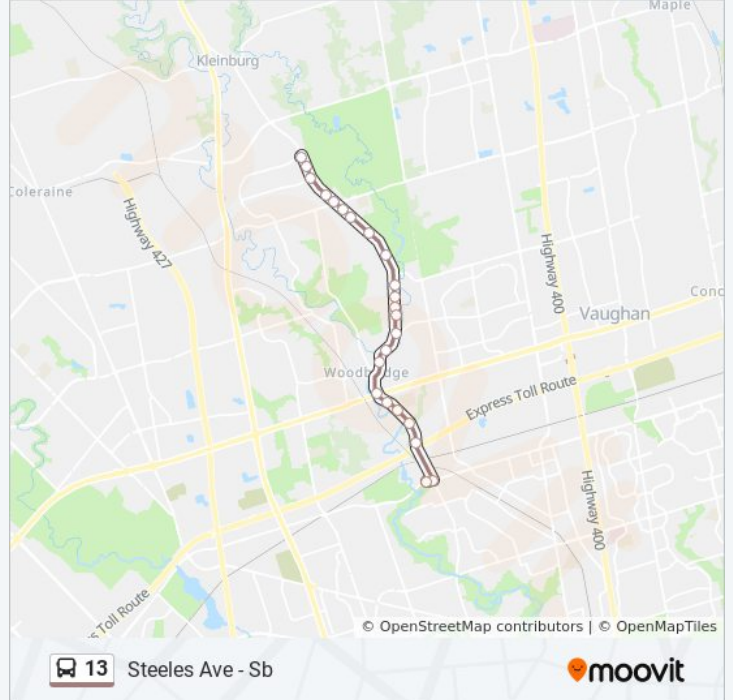 Maple
Kleinburg
Coleraine
Highway 427
Highway 400
Conc
Vaughan
Woodbridge
Express Toll Route
Highway 400
s Toll Route
© OpenStreetMap contributors | © OpenMapTiles
13 Steeles Ave - Sb
moovit